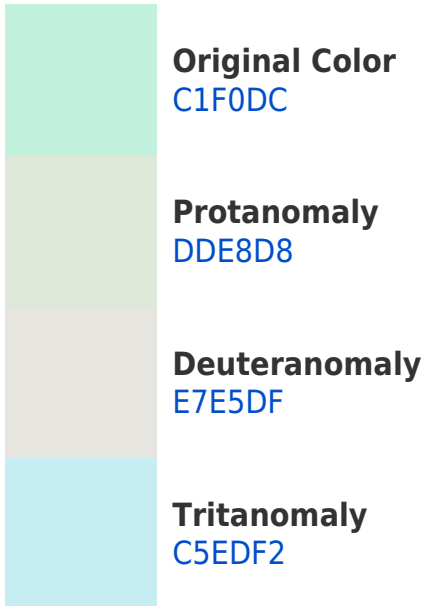 Original Color
C1F0DC
Protanomaly
DDE8D8
Deuteranomaly
E7E5DF
Tritanomaly
C5EDF2